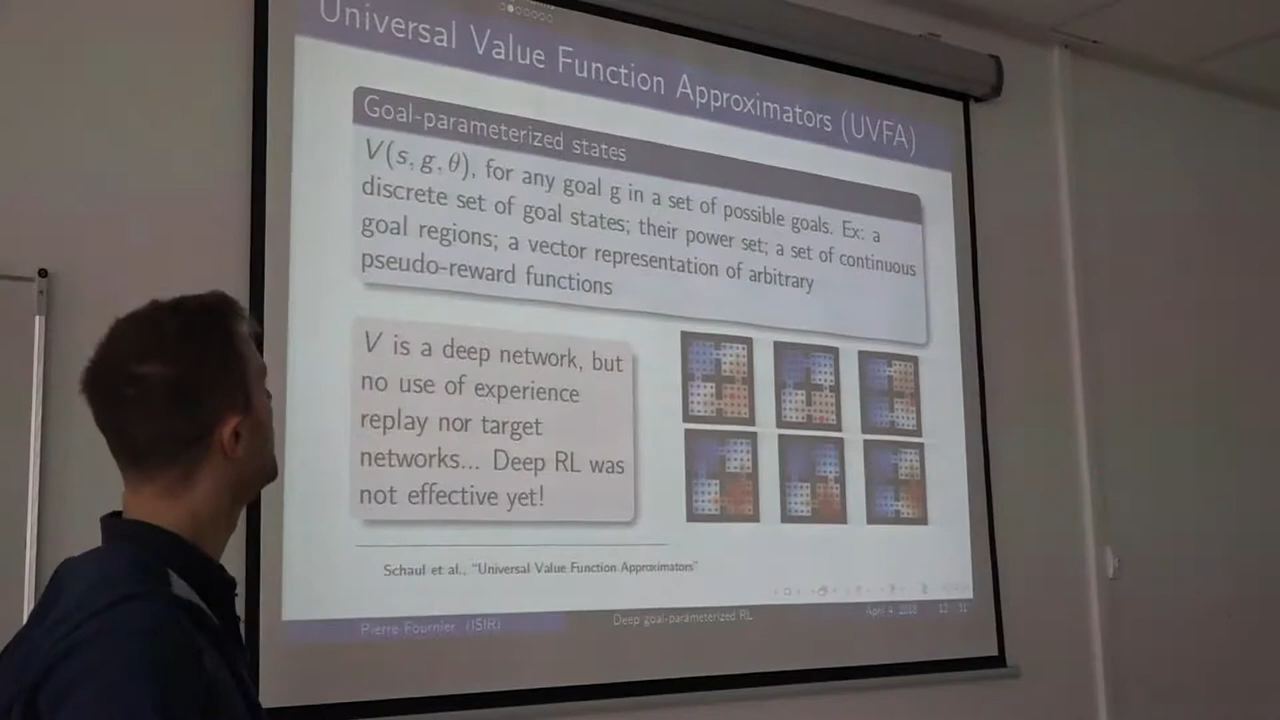 Universal Value Function Approximators (UVFA)
Goal-parameterized states
V(s, g, θ), for any goal g in a set of possible goals. Ex: a
discrete set of goal states; their power set; a set of continuous
goal regions; a vector representation of arbitrary
pseudo-reward functions
V is a deep network, but
no use of experience
replay nor target
networks... Deep RL was
not effective yet!
Schaul et al., "Universal Value Function Approximators"
Pierre Fournier (ISIR)
Deep goal-parameterized RL
April 4, 2018